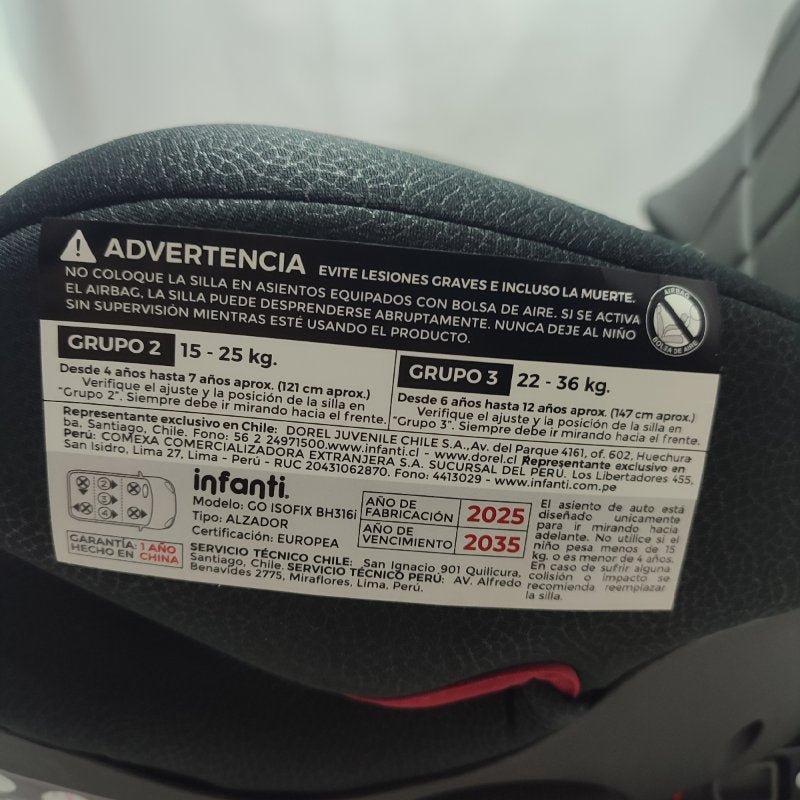 ADVERTENCIA EVITE LESIONES GRAVES E INCLUSO LA MUERTE.
NO COLOQUE LA SILLA EN ASIENTOS EQUIPADOS CON BOLSA DE AIRE. SI SE ACTIVA
EL AIRBAG, LA SILLA PUEDE DESPRENDERSE ABRUPTAMENTE. NUNCA DEJE AL NIÑO
SIN SUPERVISIÓN MIENTRAS ESTÉ USANDO EL PRODUCTO.
AIRBAG
BOLSA DE AIRE
GRUPO 2 15 - 25 kg.
Desde 4 años hasta 7 años aprox. (121 cm aprox.)
Verifique el ajuste y la posición de la silla en
"Grupo 2". Siempre debe ir mirando hacia el frente.
GRUPO 3 22 - 36 kg.
Desde 6 años hasta 12 años aprox. (147 cm aprox.)
Verifique el ajuste y la posición de la silla en
"Grupo 3". Siempre debe ir mirando hacia el frente.
Representante exclusivo en Chile: DOREL JUVENILE CHILE S.A., Av. del Parque 4161, of. 602, Huechura-
ba. Santiago, Chile. Fono: 56 2 24971500.www.infanti.cl - www.dorel.cl Representante exclusivo en
Perú: COMEXA COMERCIALIZADORA EXTRANJERA S.A. SUCURSAL DEL PERÚ. Los Libertadores 455,
San Isidro, Lima 27, Lima - Perú - RUC 20431062870. Fono: 4413029 - www.infanti.com.pe
2
3
4
infanti.
Modelo: GO ISOFIX BH316i
Tipo: ALZADOR
Certificación: EUROPEA
AÑO DE FABRICACIÓN 2025
AÑO DE VENCIMIENTO 2035
El asiento de auto está
diseñado unicamente
para ir mirando hacia
adelante. No utilice si el
niño pesa menos de 15
kg. o es menor de 4 años.
En caso de sufrir alguna
colisión o impacto se
recomienda reemplazar
la silla.
GARANTÍA: 1 AÑO
HECHO EN CHINA
SERVICIO TÉCNICO CHILE: San Ignacio 901 Quilicura,
Santiago, Chile. SERVICIO TÉCNICO PERÚ: AV. Alfredo
Benavides 2775, Miraflores, Lima, Perú.